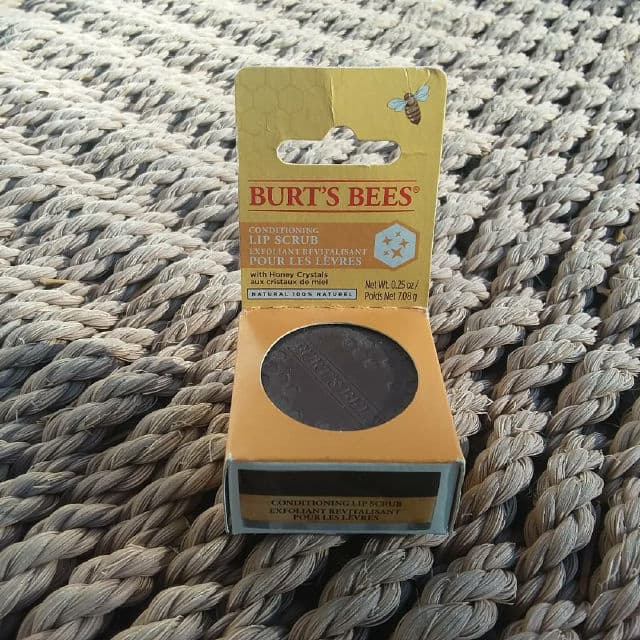 BURT'S BEES®
CONDITIONING
LIP SCRUB
EXFOLIANT REVITALISANT
POUR LES LÈVRES
with Honey Crystals
aux cristaux de miel
NATURAL 100% NATUREL
Net Wt. 0.25 oz /
Poids Net 7.08 g
BURT'S BEES
CONDITIONING LIP SCRUB
EXFOLIANT REVITALISANT
POUR LES LÈVRES